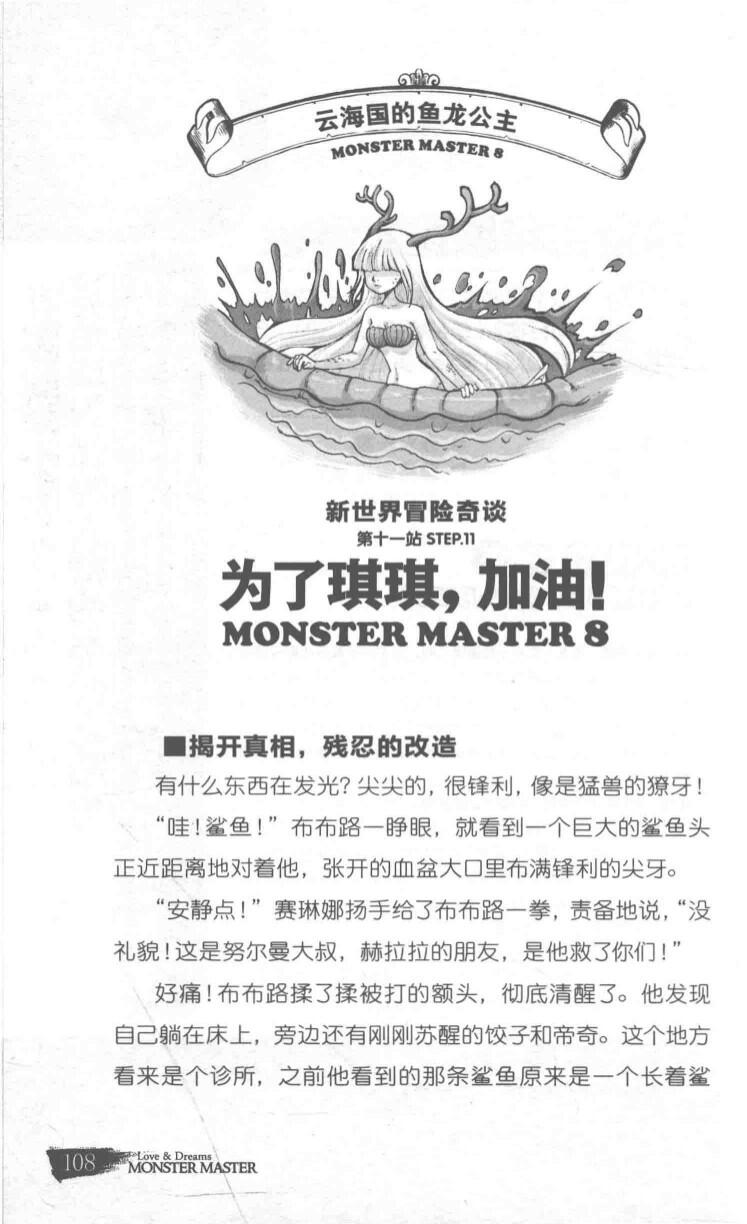 云海国的鱼龙公主
MONSTER MASTER 8
新世界冒险奇谈
第十一站 STEP.11
为了琪琪，加油！
MONSTER MASTER 8
■揭开真相，残忍的改造
有什么东西在发光？尖尖的，很锋利，像是猛兽的獠牙！
“哇！鲨鱼！”布布路一睁眼，就看到一个巨大的鲨鱼头
正近距离地对着他，张开的血盆大口里布满锋利的尖牙。
“安静点！”赛琳娜扬手给了布布路一拳，责备地说，“没
礼貌！这是努尔曼大叔，赫拉拉的朋友，是他救了你们！”
好痛！布布路揉了揉被打的额头，彻底清醒了。他发现
自己躺在床上，旁边还有刚刚苏醒的饺子和帝奇。这个地方
看来是个诊所，之前他看到的那条鲨鱼原来是一个长着鲨
108
Love & Dreams
MONSTER MASTER